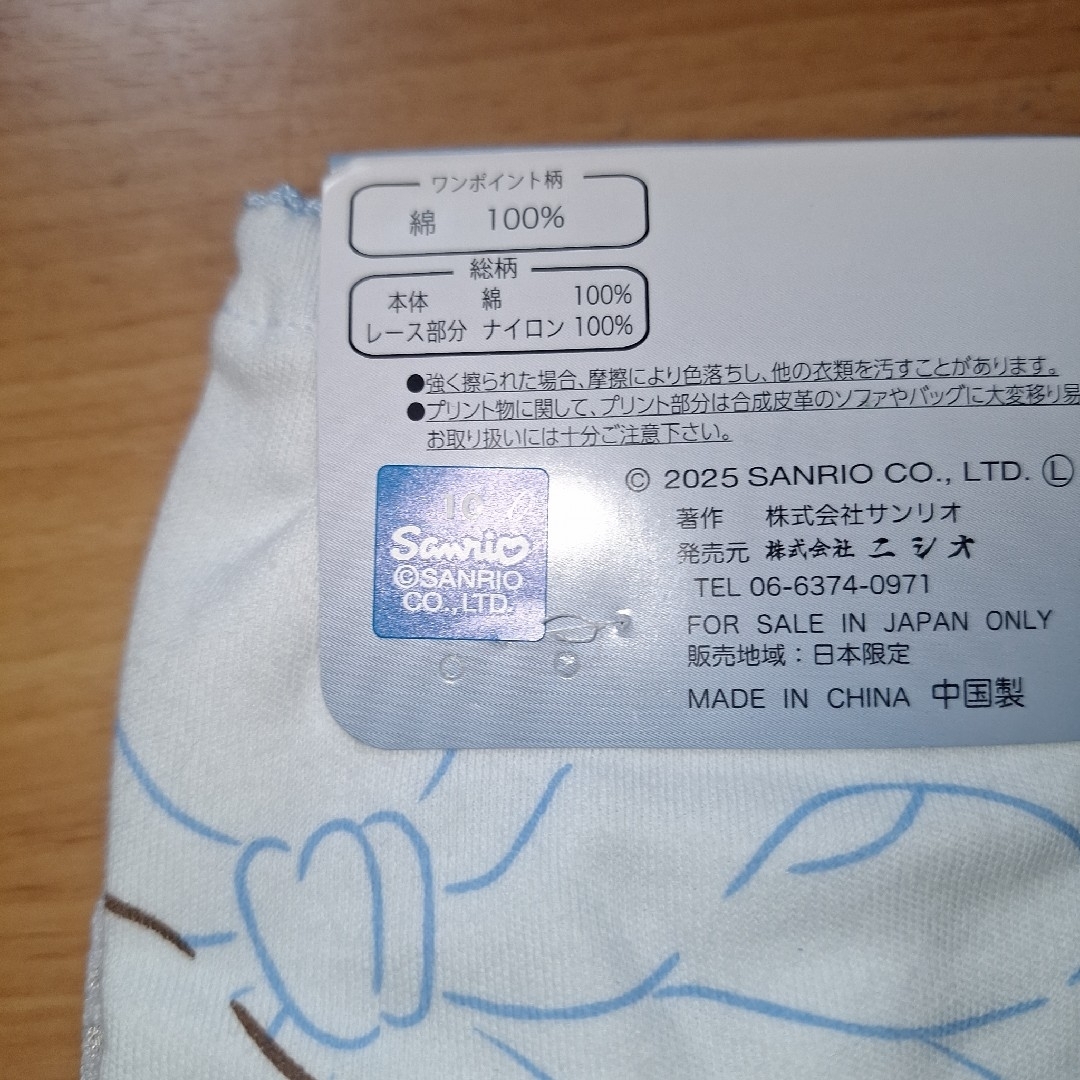 ワンポイント柄
綿 100%
総柄
本体 綿 100%
レース部分 ナイロン 100%
●強く擦られた場合、摩擦により色落ちし、他の衣類を汚すことがあります。
●プリント物に関して、プリント部分は合成皮革のソファやバッグに大変移り易
お取り扱いには十分ご注意下さい。
Sanrio
©SANRIO
CO.,LTD.
© 2025 SANRIO CO., LTD. Ⓛ
著作 株式会社サンリオ
発売元 株式会社 ニシオ
TEL 06-6374-0971
FOR SALE IN JAPAN ONLY
販売地域：日本限定
MADE IN CHINA 中国製